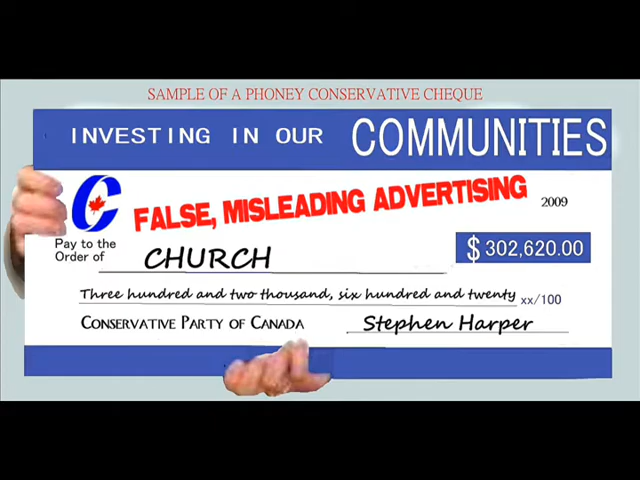 SAMPLE OF A PHONEY CONSERVATIVE CHEQUE
INVESTING IN OUR COMMUNITIES
FALSE, MISLEADING ADVERTISING
2009
Pay to the
Order of CHURCH
$ 302,620.00
Three hundred and two thousand, six hundred and twenty xx/100
CONSERVATIVE PARTY OF CANADA Stephen Harper